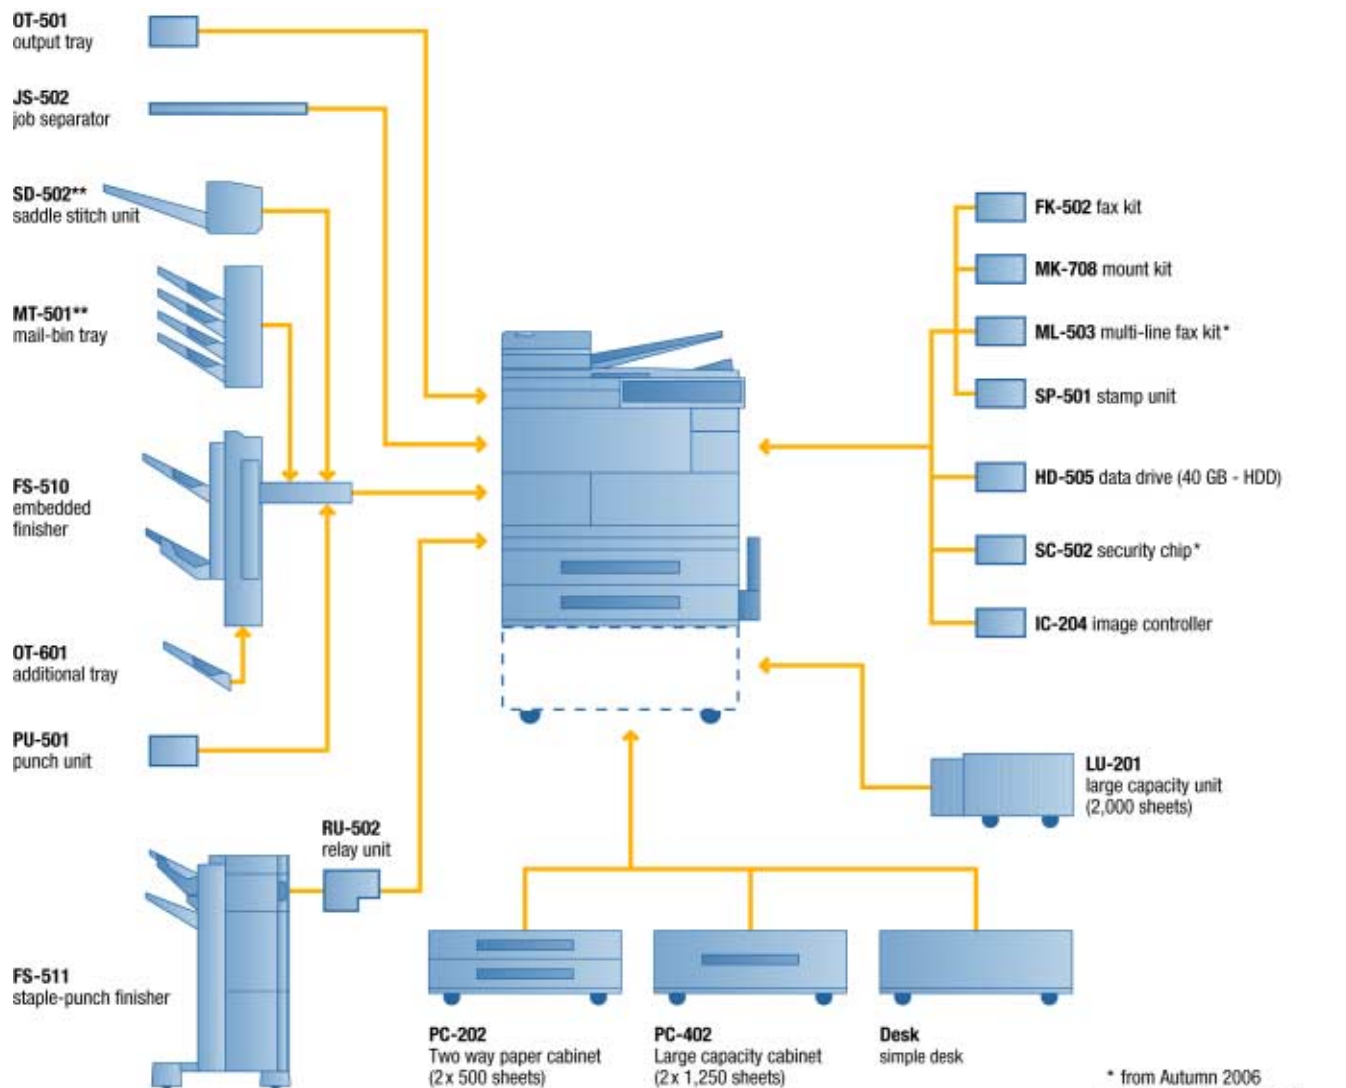 OT-501
output tray
JS-502
job separator
SD-502**
saddle stitch unit
MT-501**
mail-bin tray
FS-510
embedded
finisher
OT-601
additional tray
PU-501
punch unit
RU-502
relay unit
FS-511
staple-punch finisher
FK-502 fax kit
MK-708 mount kit
ML-503 multi-line fax kit*
SP-501 stamp unit
HD-505 data drive (40 GB - HDD)
SC-502 security chip*
IC-204 image controller
LU-201
large capacity unit
(2,000 sheets)
PC-202
Two way paper cabinet
(2x 500 sheets)
PC-402
Large capacity cabinet
(2x 1,250 sheets)
Desk
simple desk
* from Autumn 2006